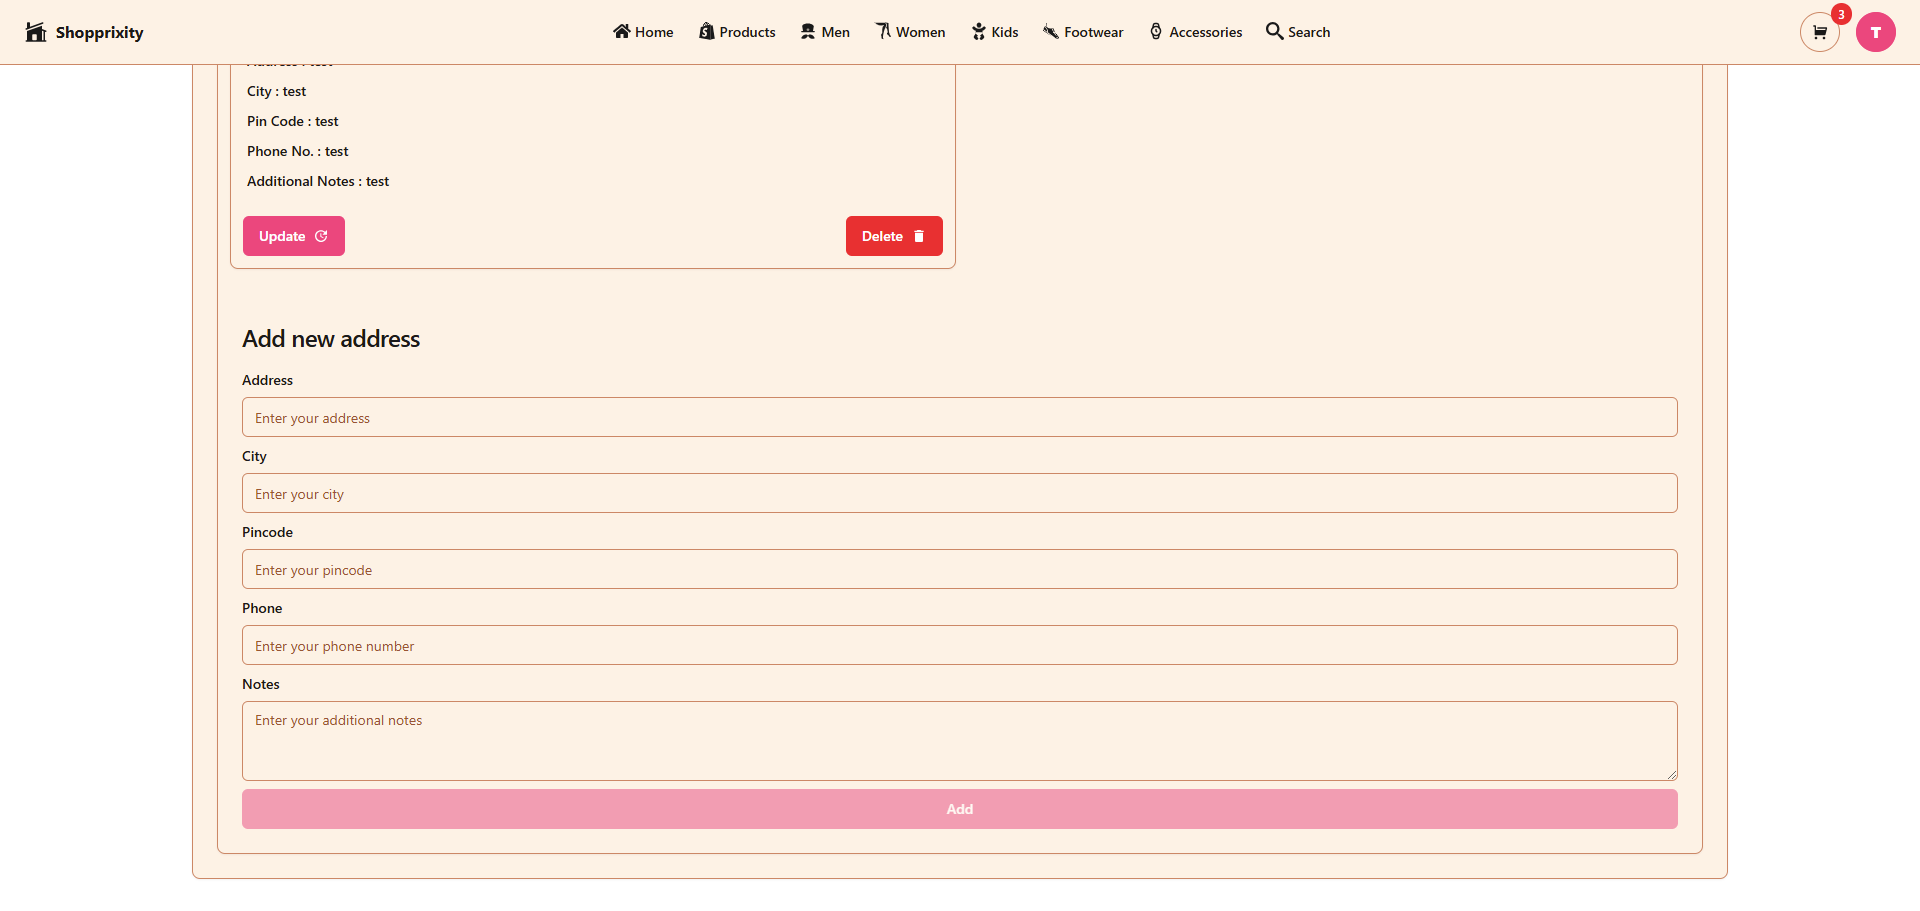 Shopprixity
Home Products Men Women Kids Footwear Accessories Search
3
T
City : test
Pin Code : test
Phone No. : test
Additional Notes : test
Update Delete
Add new address
Address
Enter your address
City
Enter your city
Pincode
Enter your pincode
Phone
Enter your phone number
Notes
Enter your additional notes
Add